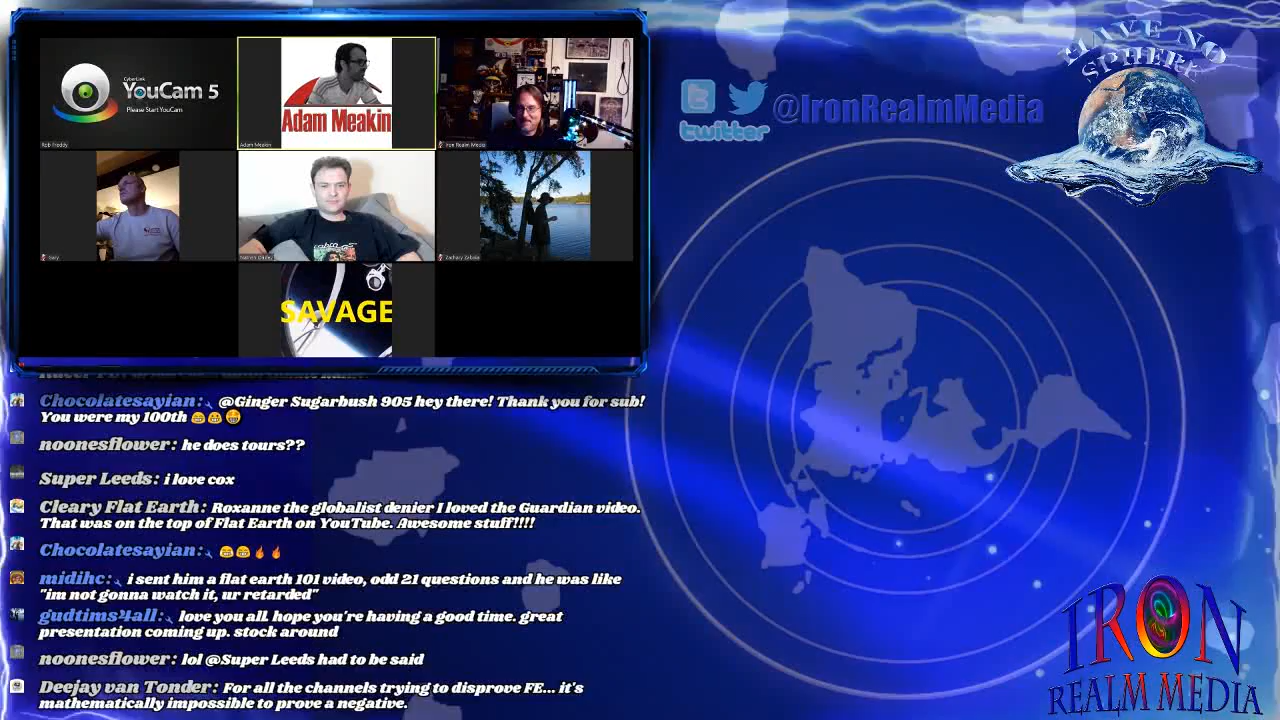 CyberLink
YouCam 5
Please Start YouCam
Rob Freddy
Adam Meakin
Adam Meakin
Iron Realm Media
Gary
Zachary Zabala
SAVAGE
twitter
@IronRealmMedia
HAVE NO
SPHERE
Chocolatesayian: @Ginger Sugarbush 905 hey there! Thank you for sub!
You were my 100th 😂😂🤩
noonesflower: he does tours??
Super Leeds: i love cox
Cleary Flat Earth: Roxanne the globalist denier I loved the Guardian video.
That was on the top of Flat Earth on YouTube. Awesome stuff!!!!
Chocolatesayian: 😂😂🔥🔥
midihc: i sent him a flat earth 101 video, odd 21 questions and he was like
"im not gonna watch it, ur retarded"
gudtims4all: love you all. hope you're having a good time. great
presentation coming up. stock around
noonesflower: lol @Super Leeds had to be said
Deejay van Tonder: For all the channels trying to disprove FE... it's
mathematically impossible to prove a negative.
IRON
REALM MEDIA